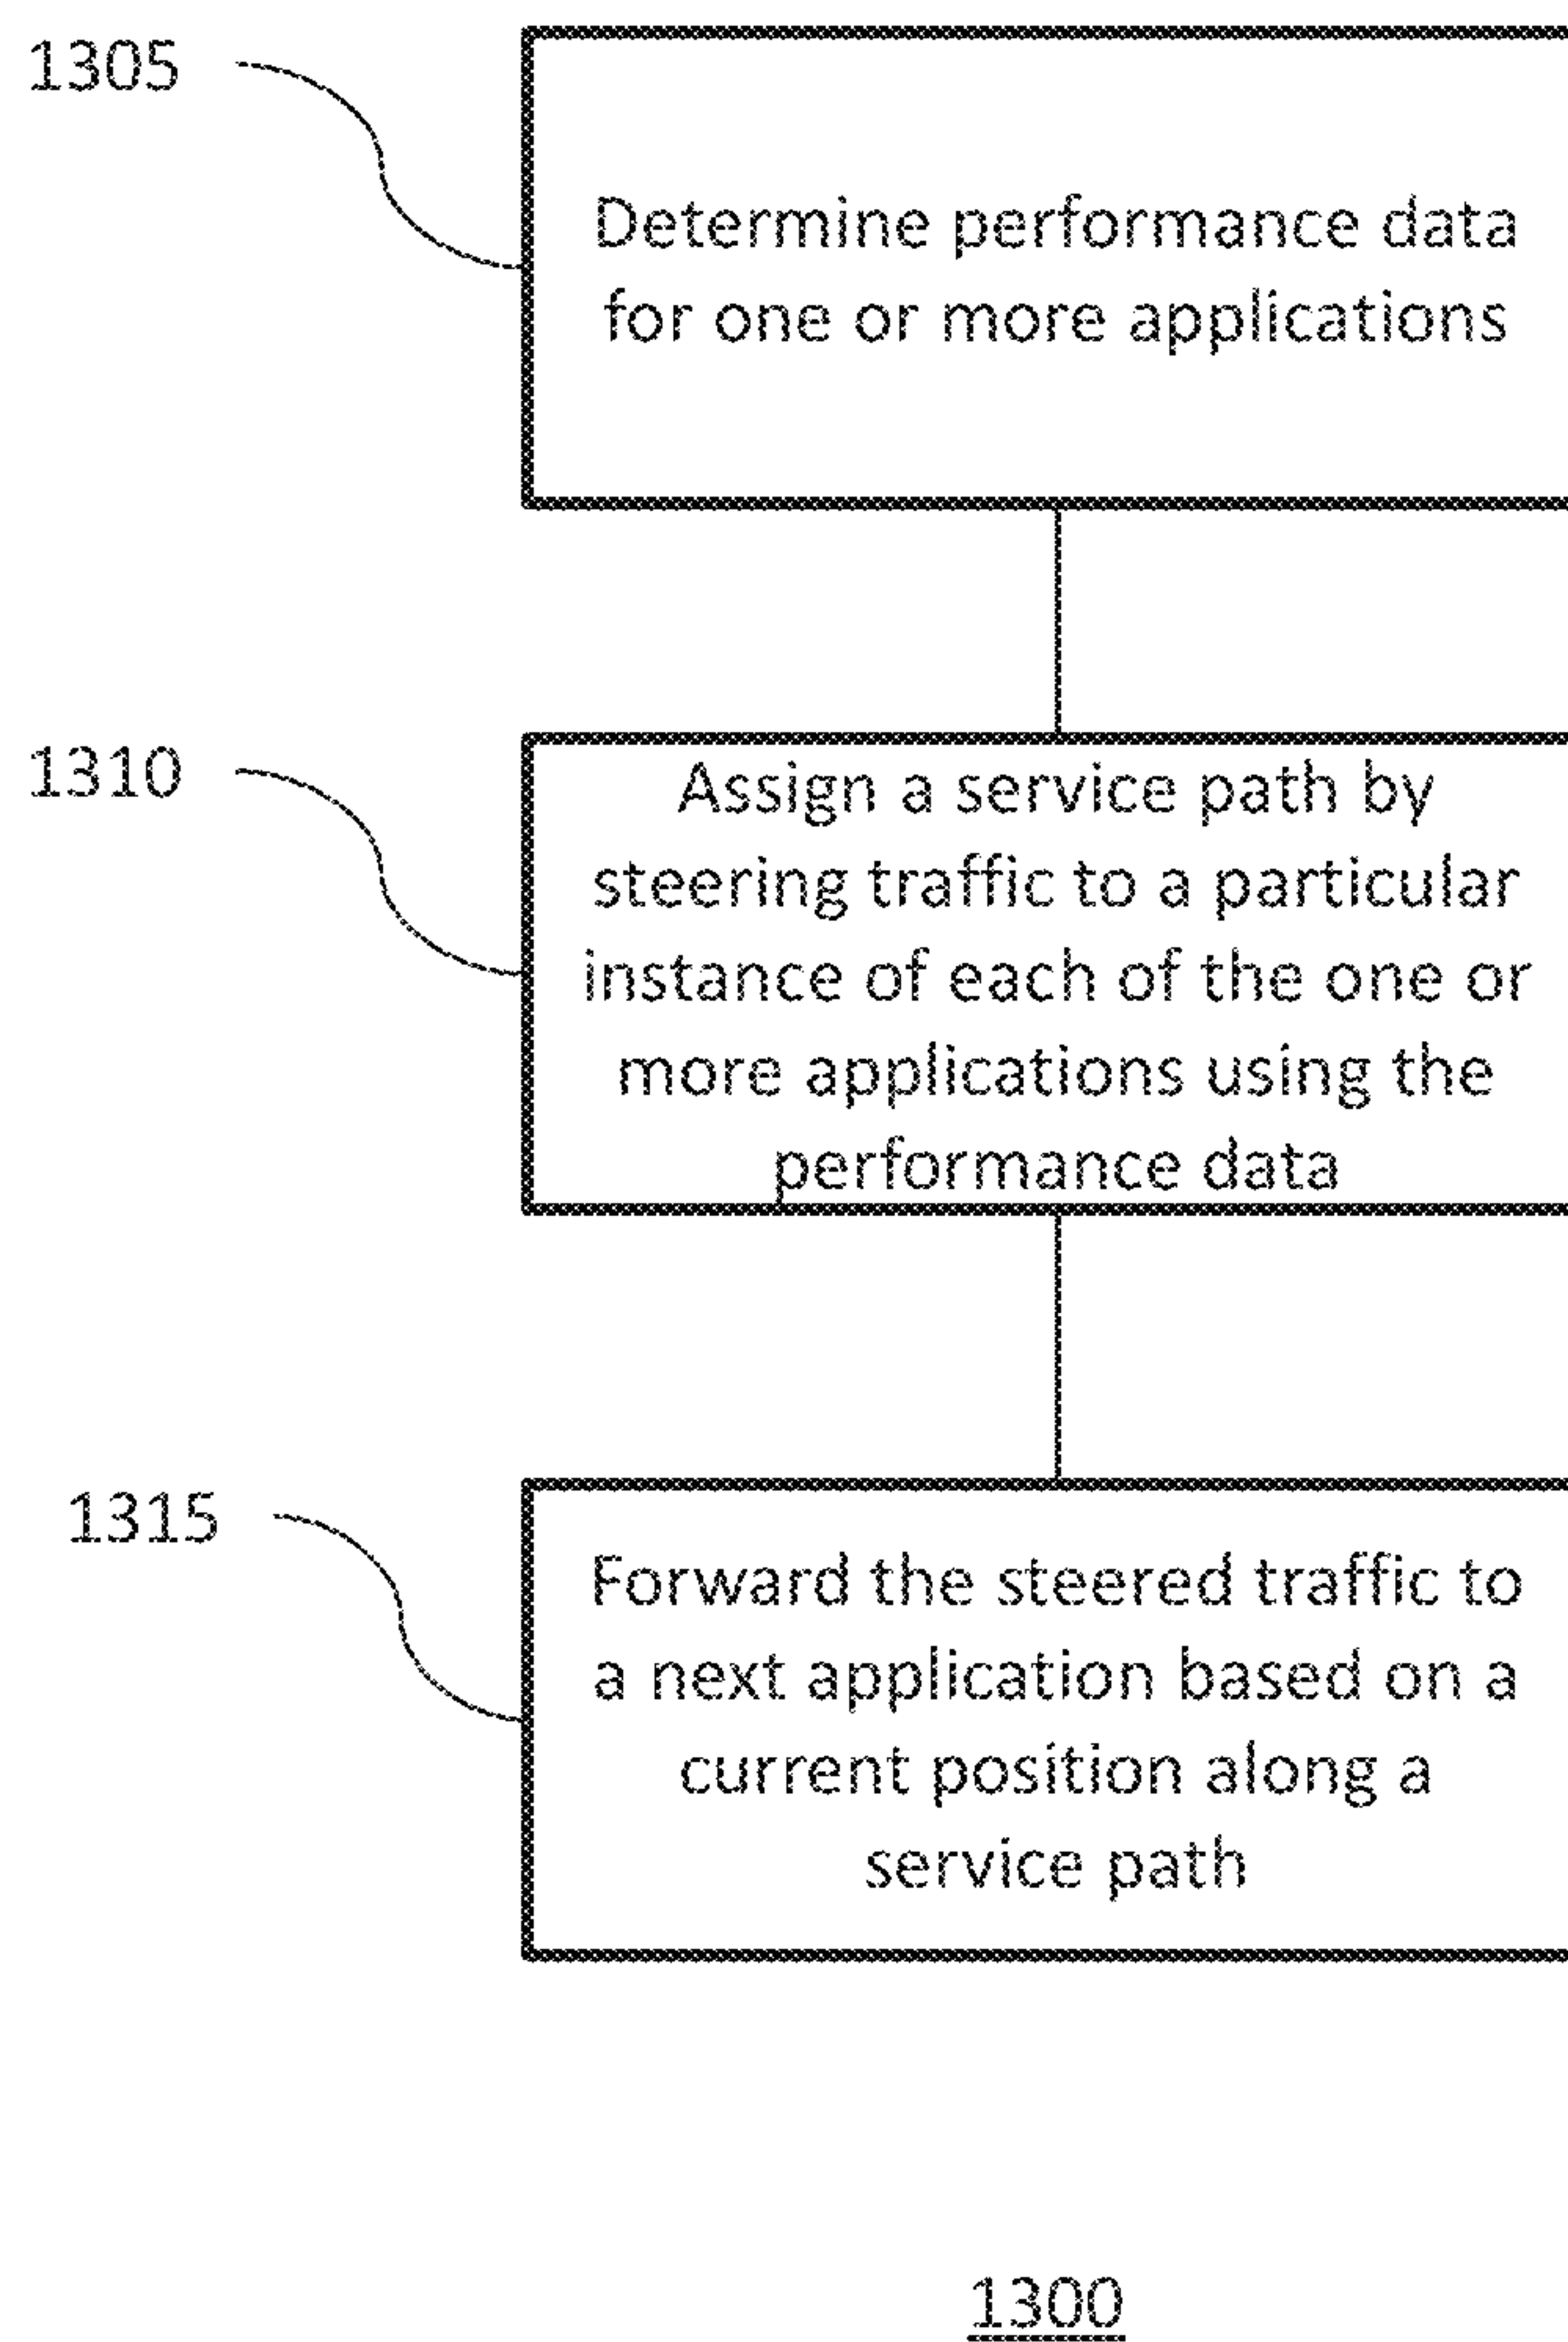 1305
Determine performance data
for one or more applications
1310
Assign a service path by
steering traffic to a particular
instance of each of the one or
more applications using the
performance data
1315
Forward the steered traffic to
a next application based on a
current position along a
service path
1300